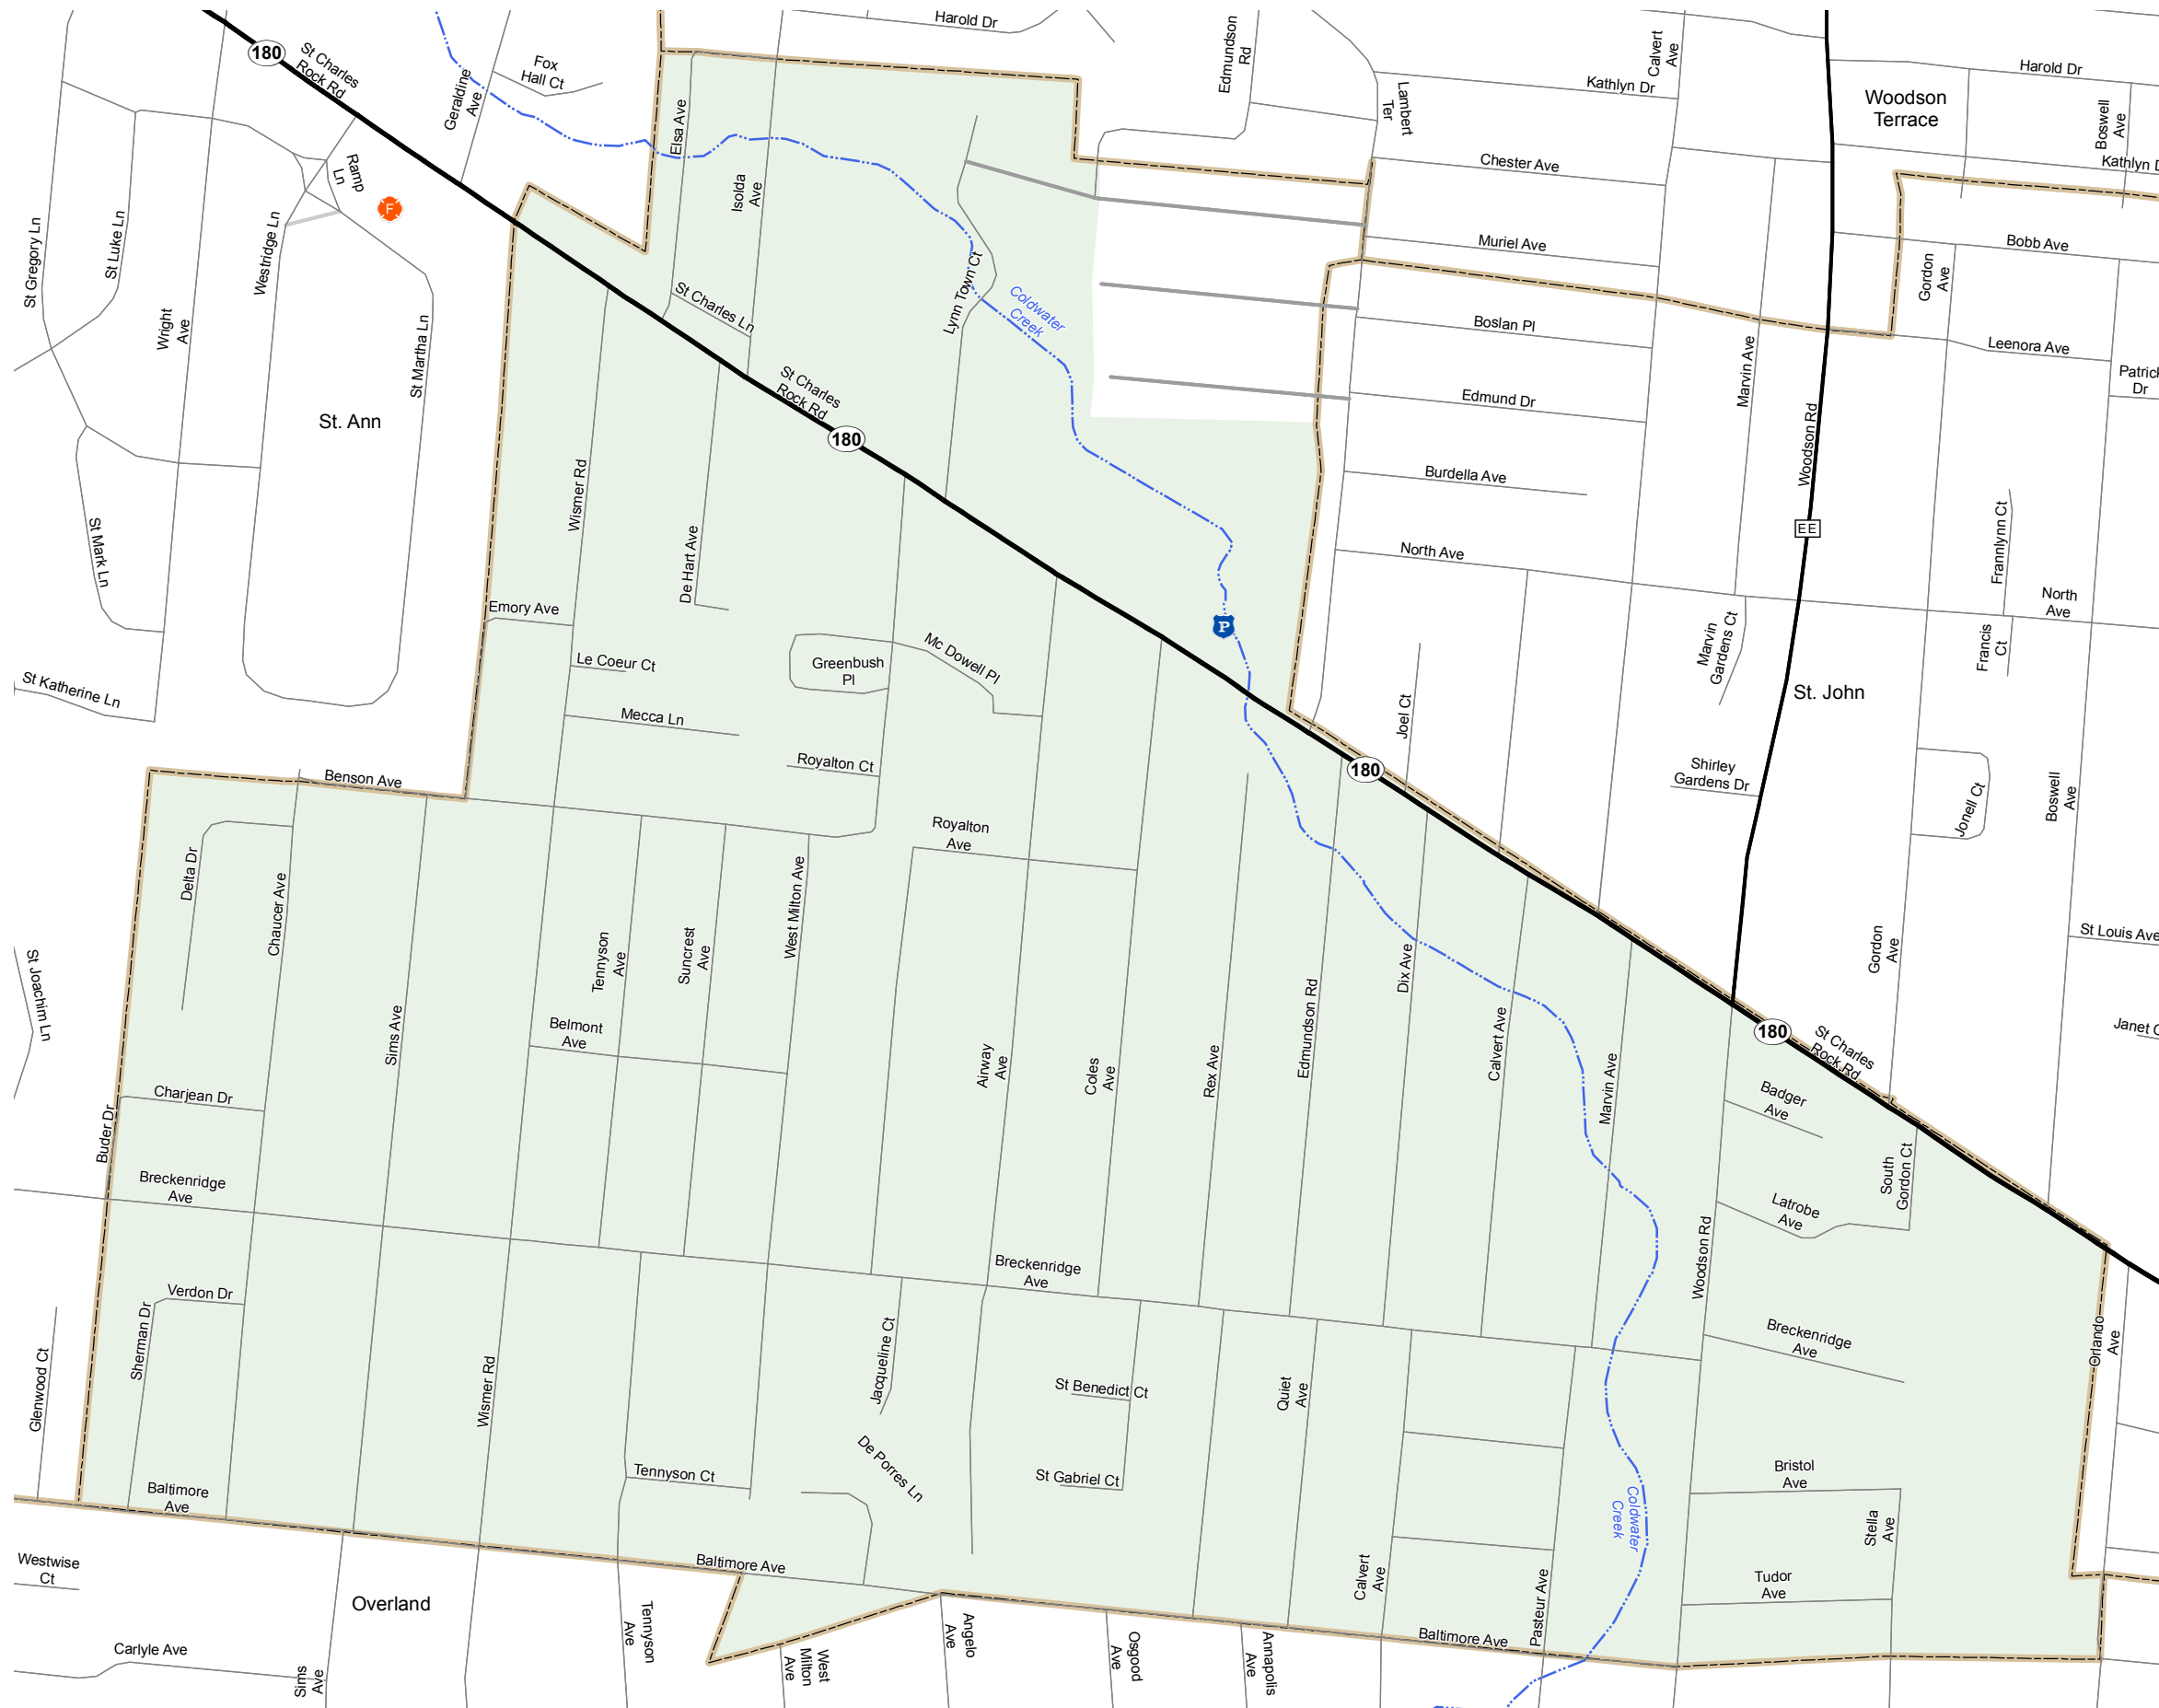 Harold Dr
180
St Charles
Rock Rd
Fox
Hall Ct
Geraldine
Ave
Edmundson
Rd
Calvert
Ave
Kathlyn Dr
Lambert
Ter
Harold Dr
Woodson
Terrace
Boswell
Ave
Elsa Ave
Chester Ave
Ramp
Ln
F
Isolda
Ave
St Gregory Ln
St Luke Ln
Westridge Ln
Muriel Ave
Bobb Ave
Gordon
Ave
Wright
Ave
St Martha Ln
St Charles Ln
Lynn Town Ct
Coldwater
Creek
Boslan Pl
Marvin Ave
Leenora Ave
Dr
St Charles
Rock Rd
Edmund Dr
St. Ann
180
Woodson Rd
Wismer Rd
Burdella Ave
St Mark Ln
De Hart Ave
EE
North Ave
Frannlyn Ct
North
Ave
Emory Ave
P
Marvin
Gardens Ct
Francis
Ct
Le Coeur Ct
Greenbush
Pl
Mc Dowell Pl
St Katherine Ln
St. John
Mecca Ln
Joel Ct
Royalton Ct
Shirley
Gardens Dr
Benson Ave
180
Jonell Ct
Boswell
Ave
Royalton
Ave
Delta Dr
Chaucer Ave
West Milton Ave
St Louis Ave
Gordon
Ave
Tennyson
Ave
Suncrest
Ave
Dix Ave
St Joachim Ln
Sims Ave
Belmont
Ave
Edmundson Rd
Calvert Ave
180
St Charles
Rock Rd
Janet
Airway
Ave
Coles
Ave
Rex Ave
Marvin Ave
Charjean Dr
Badger
Ave
Buder Dr
Breckenridge
Ave
South
Gordon Ct
Latrobe
Ave
Woodson Rd
Breckenridge
Ave
Verdon Dr
Sherman Dr
Jacqueline Ct
Breckenridge
Ave
Orlando
Ave
Glenwood Ct
Wismer Rd
St Benedict Ct
Quiet
Ave
De Porres Ln
Tennyson Ct
St Gabriel Ct
Bristol
Ave
Baltimore
Ave
Coldwater
Creek
Stella
Ave
Westwise
Ct
Baltimore Ave
Calvert
Ave
Pasteur Ave
Tudor
Ave
Overland
Tennyson
Ave
Angelo
Ave
Osgood
Ave
Annapolis
Ave
Baltimore Ave
Carlyle Ave
Sims
Ave
West
Milton
Ave